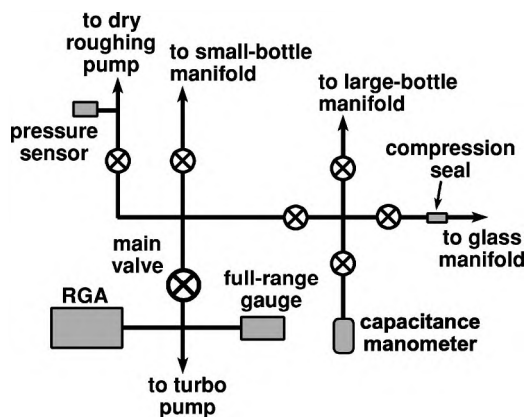 to dry
roughing
pump
to small-bottle
manifold
to large-bottle
manifold
pressure
sensor
compression
seal
to glass
manifold
main
valve
full-range
gauge
RGA
capacitance
manometer
to turbo
pump